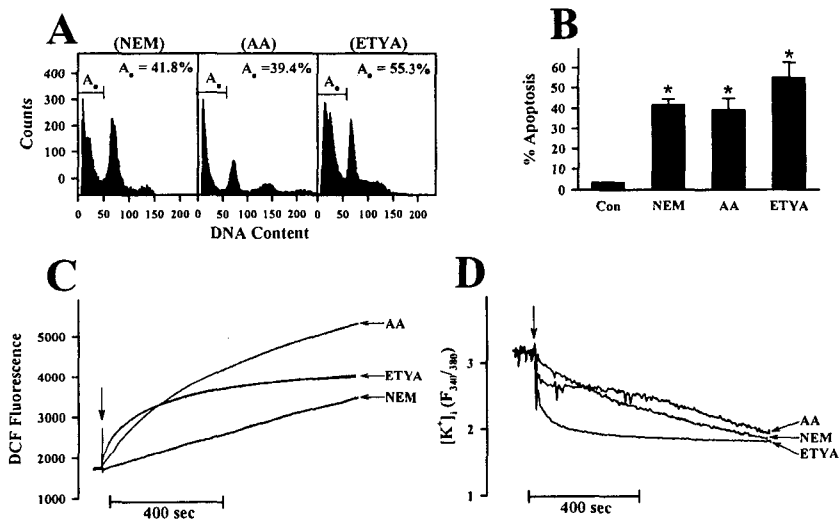 A
(NEM)
(AA)
(ETYA)
Aₒ = 41.8%
Aₒ =39.4%
Aₒ = 55.3%
Aₒ
Aₒ
Aₒ
Counts
400
300
200
100
0
0 50 100 150 200
0 50 100 150 200
0 50 100 150 200
DNA Content
B
% Apoptosis
60
50
40
30
20
10
0
*
*
*
Con
NEM
AA
ETYA
C
DCF Fluorescence
5000
4000
3000
2000
1000
AA
ETYA
NEM
400 sec
D
[K⁺]ᵢ (F₃₄₀/₃₈₀)
3
2
1
AA
NEM
ETYA
400 sec